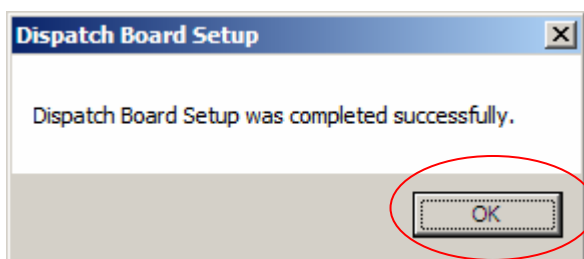 Dispatch Board Setup
Dispatch Board Setup was completed successfully.
OK